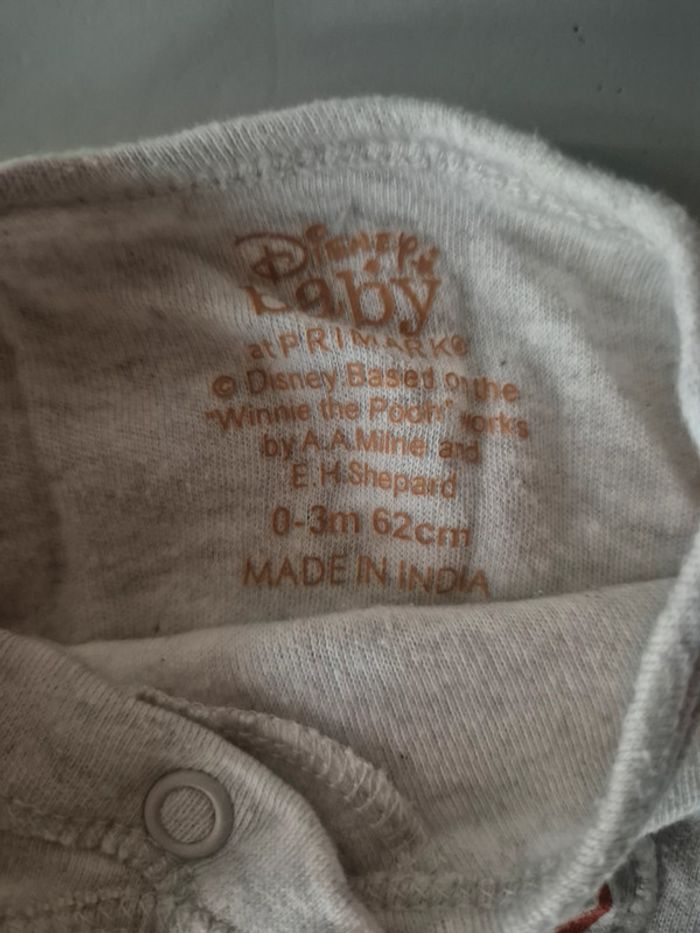 Disney
baby
at PRIMARK®
© Disney Based on the
"Winnie the Pooh" works
by A.A.Milne and
E.H.Shepard
0-3m 62cm
MADE IN INDIA